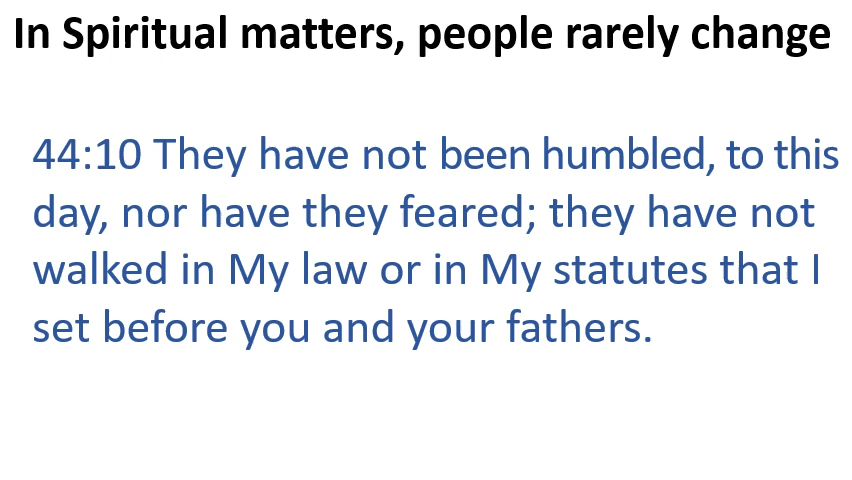 In Spiritual matters, people rarely change
44:10 They have not been humbled, to this
day, nor have they feared; they have not
walked in My law or in My statutes that I
set before you and your fathers.